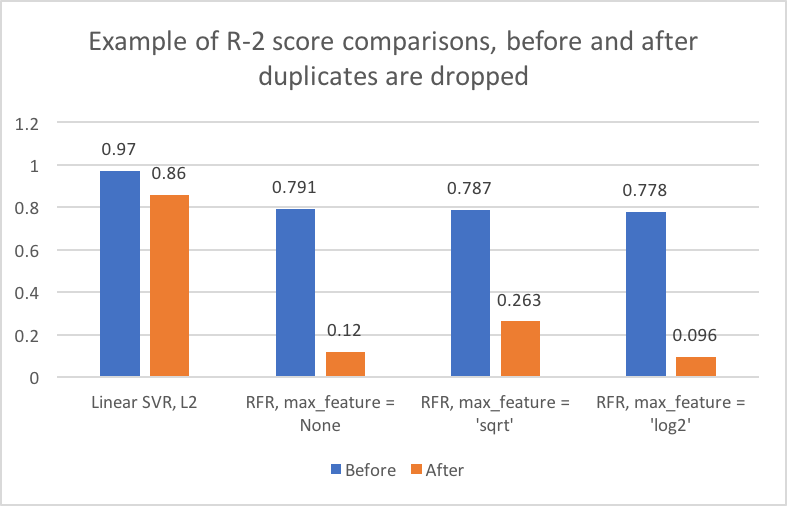 Example of R-2 score comparisons, before and after
duplicates are dropped
1.2
1
0.8
0.6
0.4
0.2
0
0.97
0.86
0.791
0.12
0.787
0.263
0.778
0.096
Linear SVR, L2
RFR, max_feature =
None
RFR, max_feature =
'sqrt'
RFR, max_feature =
'log2'
Before
After